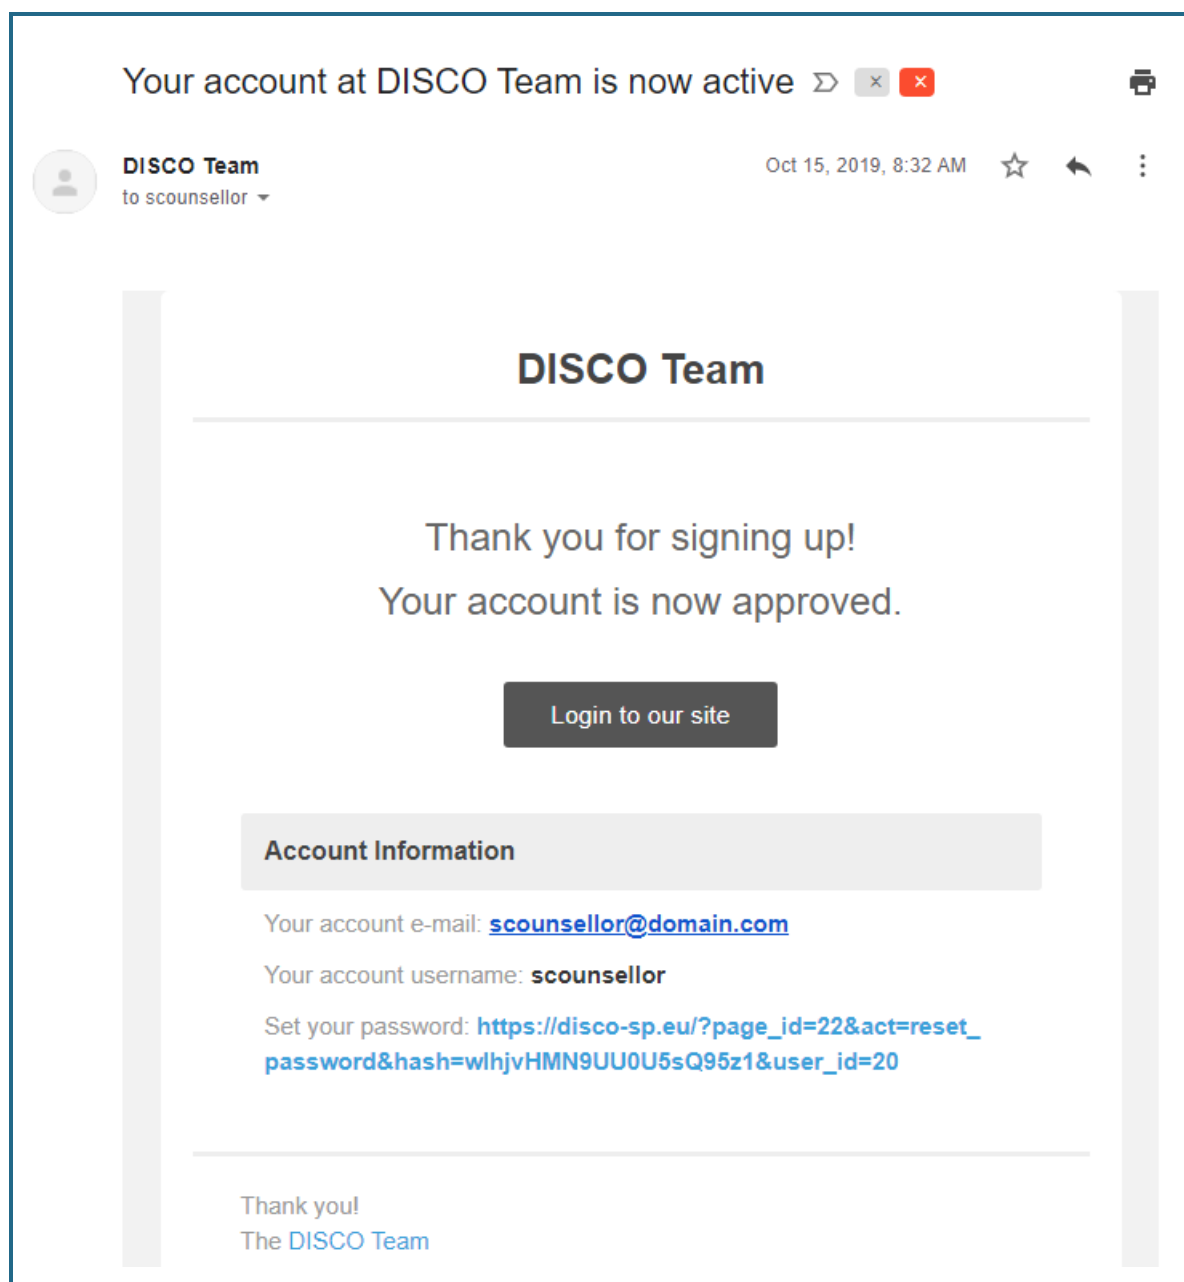 Your account at DISCO Team is now active
DISCO Team
Oct 15, 2019, 8:32 AM
to scounsellor
DISCO Team
Thank you for signing up!
Your account is now approved.
Login to our site
Account Information
Your account e-mail: scounsellor@domain.com
Your account username: scounsellor
Set your password: https://disco-sp.eu/?page_id=22&act=reset_
password&hash=wlhjvHMN9UU0U5sQ95z1&user_id=20
Thank you!
The DISCO Team